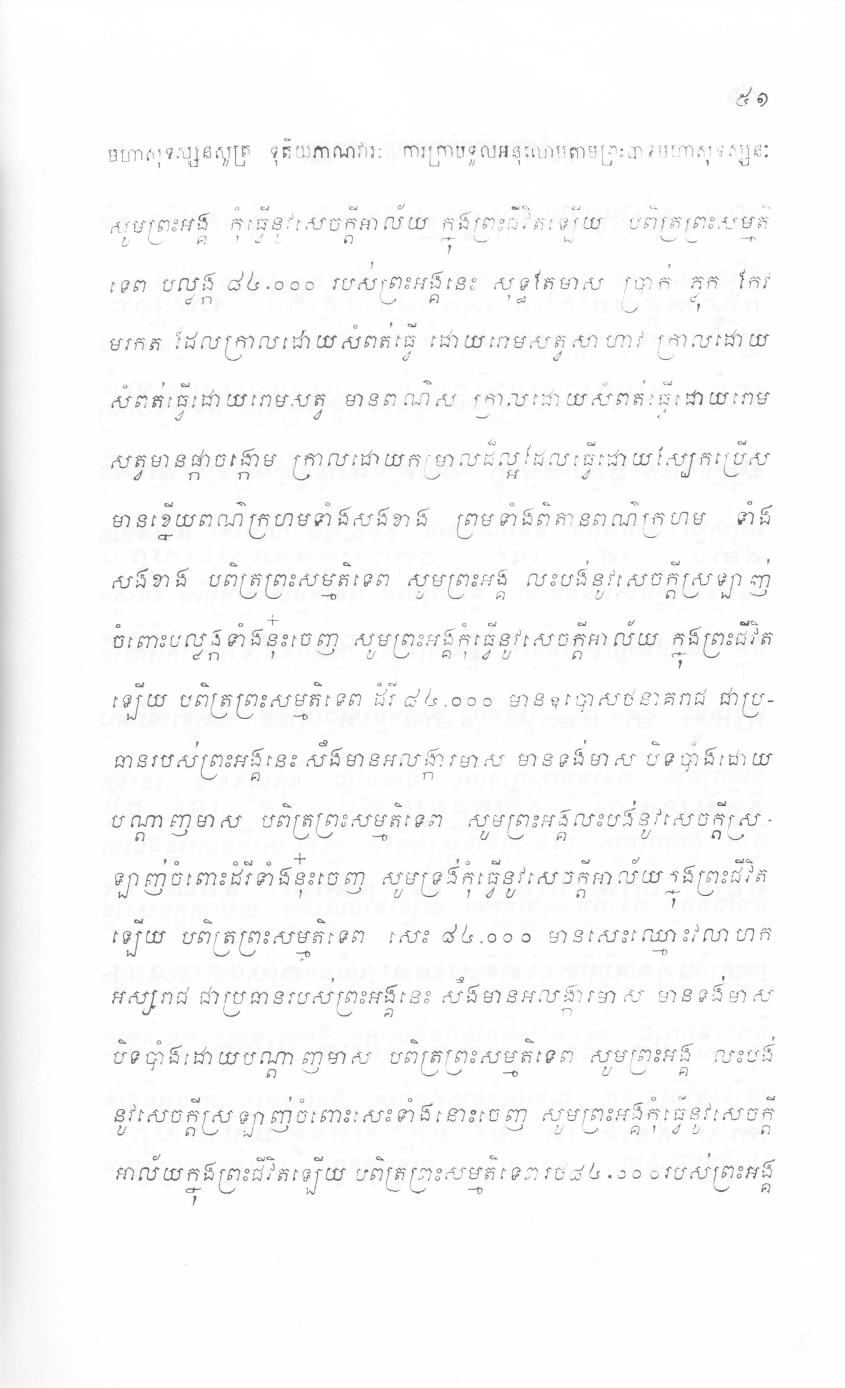 ៥១
មហាសុទស្សនសូត្រ ទុតិយភាណវារៈ ការក្រាបទូលអនុលោមតាមព្រះបាទមហាសុទស្សនៈ
សូមព្រះអង្គ កុំធ្វើនូវសេចក្តីអាល័យ ក្នុងព្រះជីវិតឡើយ បពិត្រព្រះសម្មតិ
ទេព បល្ល័ង្ក ៨៤.០០០ របស់ព្រះអង្គនេះ សុទ្ធតែមាស ប្រាក់ ភ្លុក កែវ
មរកត ដែលក្រាលដោយសំពត់ធ្វើ ដោយរោមសត្វសាហាវ ក្រាលដោយ
សំពត់ធ្វើដោយរោមសត្វ មានពណ៌ស ក្រាលដោយសំពត់ធ្វើដោយរោម
សត្វមានផ្កាចង្កោម ក្រាលដោយកម្រាលដ៏ល្អដែលធ្វើដោយស្បែកប្រើស
មានខ្នើយពណ៌ក្រហមទាំងសងខាង ព្រមទាំងពិតានពណ៌ក្រហម ទាំង
សងខាង បពិត្រព្រះសម្មតិទេព សូមព្រះអង្គ លះបង់នូវសេចក្តីស្រឡាញ់
ចំពោះបល្ល័ង្កទាំងនុ៎ះចេញ សូមព្រះអង្គកុំធ្វើនូវសេចក្តីអាល័យ ក្នុងព្រះជីវិត
ឡើយ បពិត្រព្រះសម្មតិទេព ដំរី ៨៤.០០០ មានឧបោសថនាគរាជ ជាប្រ-
ធានរបស់ព្រះអង្គនេះ សឹងមានអលង្ការមាស មានទង់មាស បិទបាំងដោយ
បណ្តាញមាស បពិត្រព្រះសម្មតិទេព សូមព្រះអង្គលះបង់នូវសេចក្តីស្រ-
ឡាញ់ចំពោះដំរីទាំងនុ៎ះចេញ សូមទ្រង់កុំធ្វើនូវសេចក្តីអាល័យក្នុងព្រះជីវិត
ឡើយ បពិត្រព្រះសម្មតិទេព សេះ ៨៤.០០០ មានសេះឈ្មោះវលាហក
អស្សរាជ ជាប្រធានរបស់ព្រះអង្គនេះ សឹងមានអលង្ការមាស មានទង់មាស
បិទបាំងដោយបណ្តាញមាស បពិត្រព្រះសម្មតិទេព សូមព្រះអង្គ លះបង់
នូវសេចក្តីស្រឡាញ់ចំពោះសេះទាំងនោះចេញ សូមព្រះអង្គកុំធ្វើនូវសេចក្តី
អាល័យក្នុងព្រះជីវិតឡើយ បពិត្រព្រះសម្មតិទេព រថ៨៤.០០០របស់ព្រះអង្គ